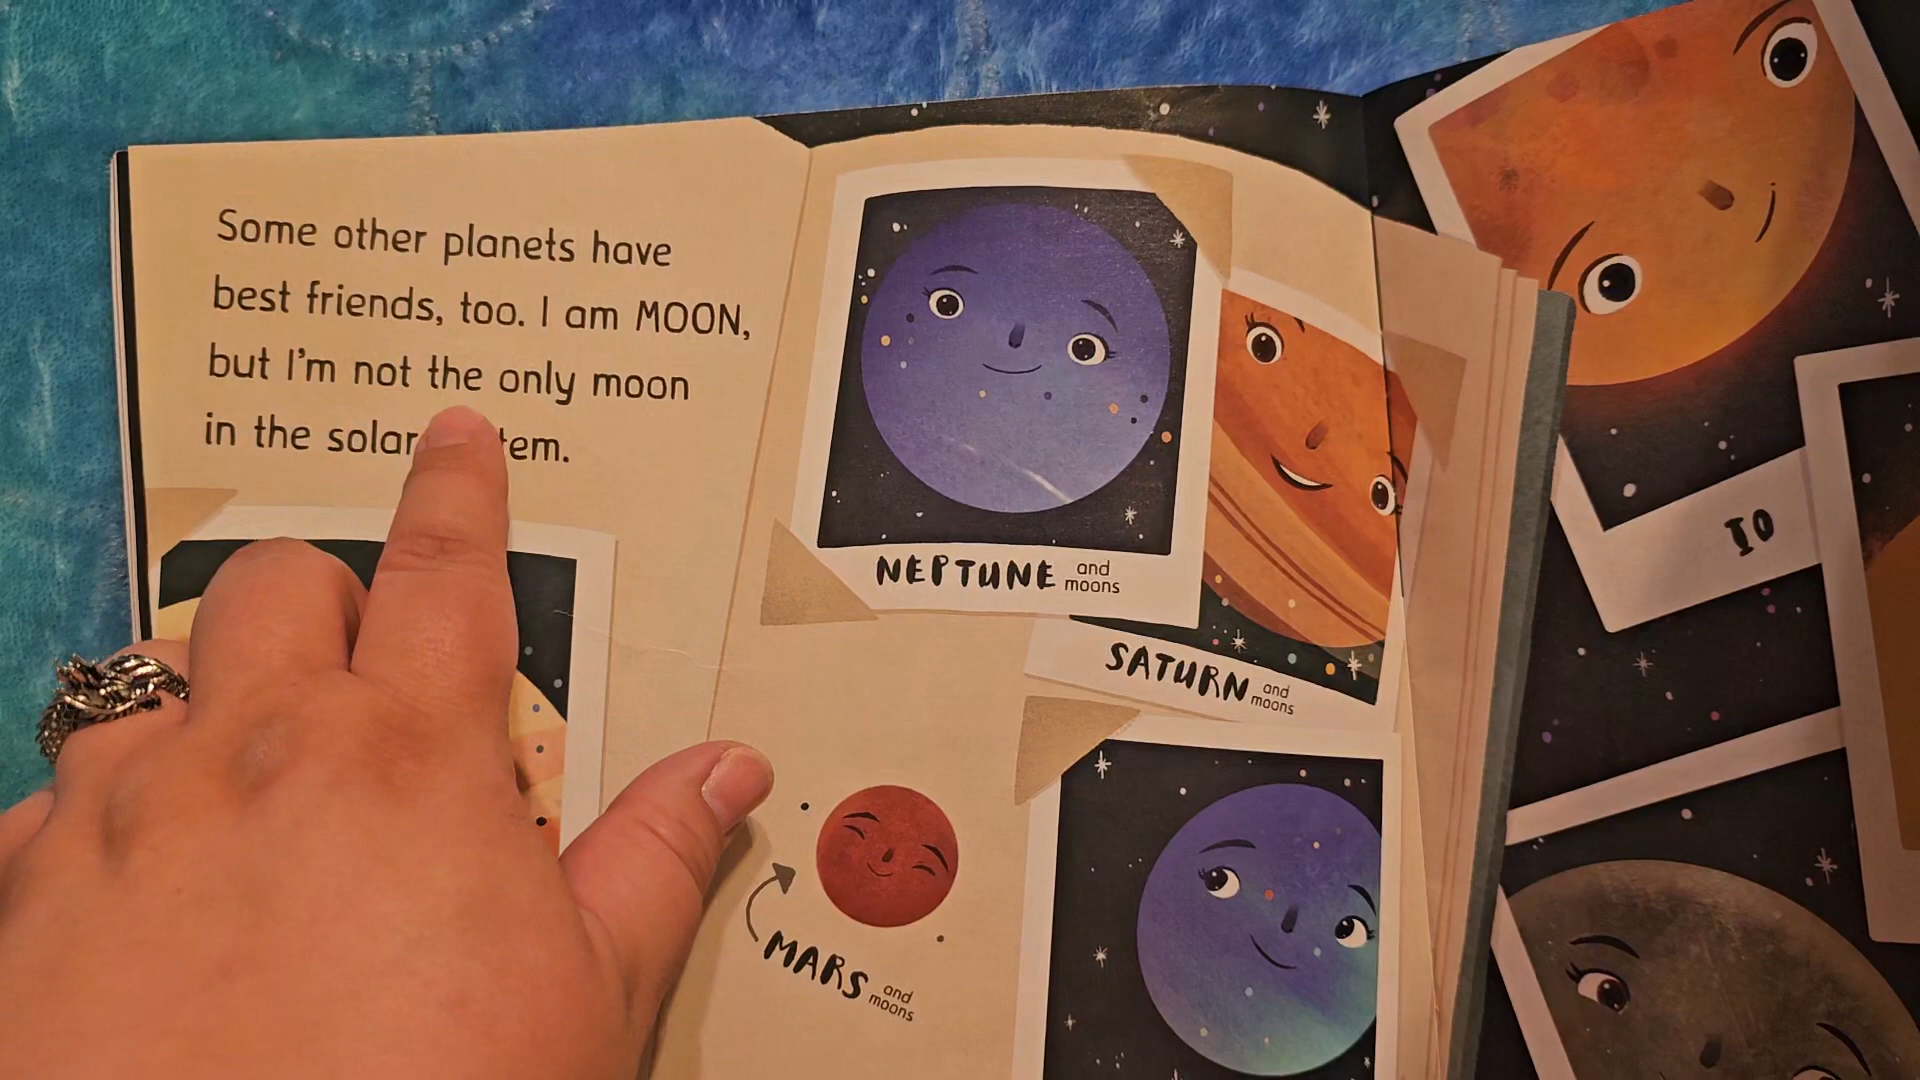 Some other planets have
best friends, too. I am MOON,
but I'm not the only moon
in the solar tem.
NEPTUNE and
moons
SATURN and
moons
MARS and
moons
IO